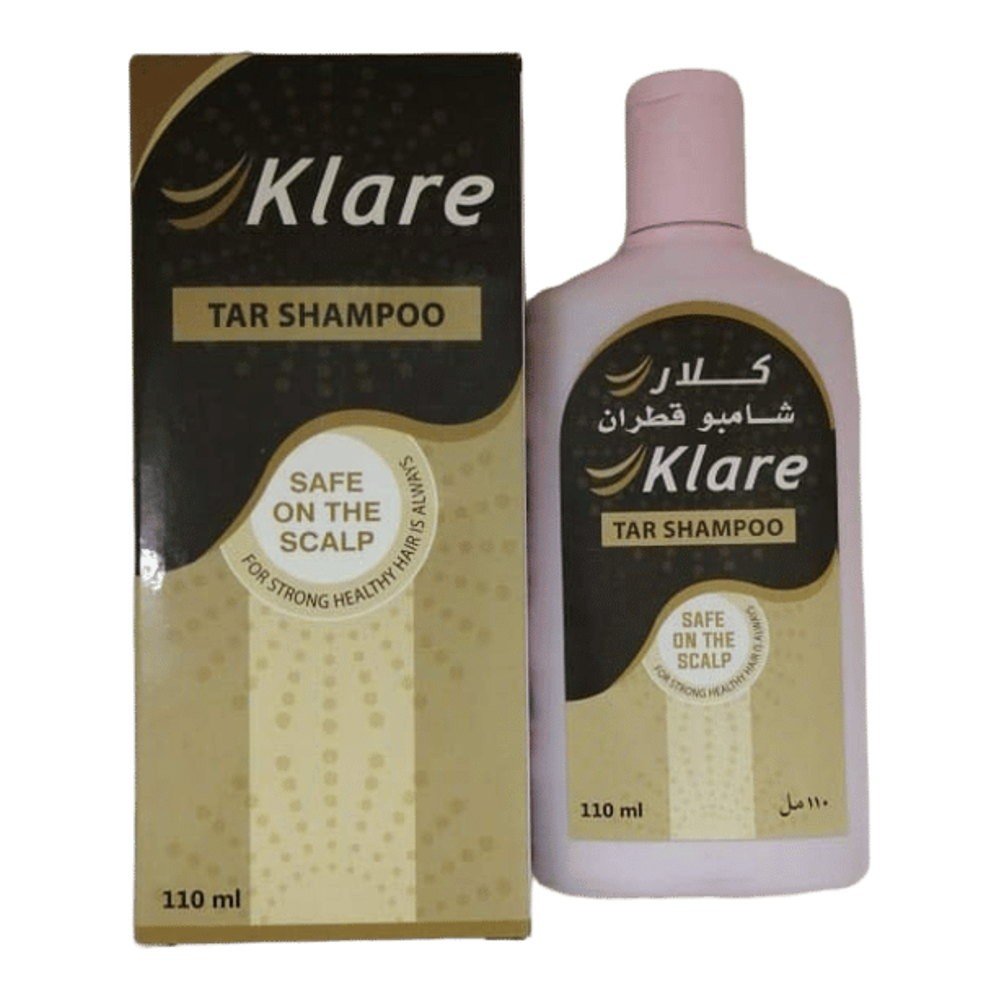 Klare
TAR SHAMPOO
SAFE
ON THE
SCALP
FOR STRONG HEALTHY HAIR IS ALWAYS
110 ml
كلار
شامبو قطران
Klare
TAR SHAMPOO
SAFE
ON THE
SCALP
FOR STRONG HEALTHY HAIR IS ALWAYS
110 ml
١١٠ مل